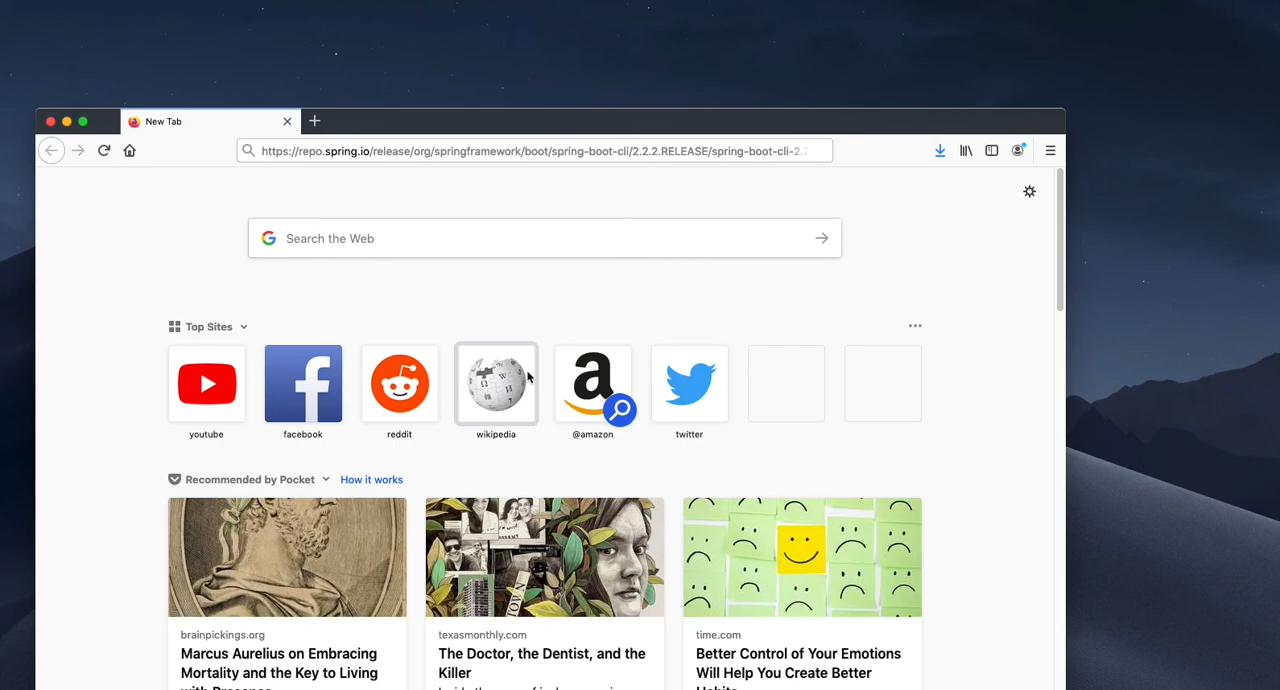 New Tab
https://repo.spring.io/release/org/springframework/boot/spring-boot-cli/2.2.2.RELEASE/spring-boot-cli-2.2
Search the Web
Top Sites
youtube
facebook
reddit
wikipedia
@amazon
twitter
Recommended by Pocket
How it works
brainpickings.org
Marcus Aurelius on Embracing
Mortality and the Key to Living
with Presence
texasmonthly.com
The Doctor, the Dentist, and the
Killer
time.com
Better Control of Your Emotions
Will Help You Create Better
Habits